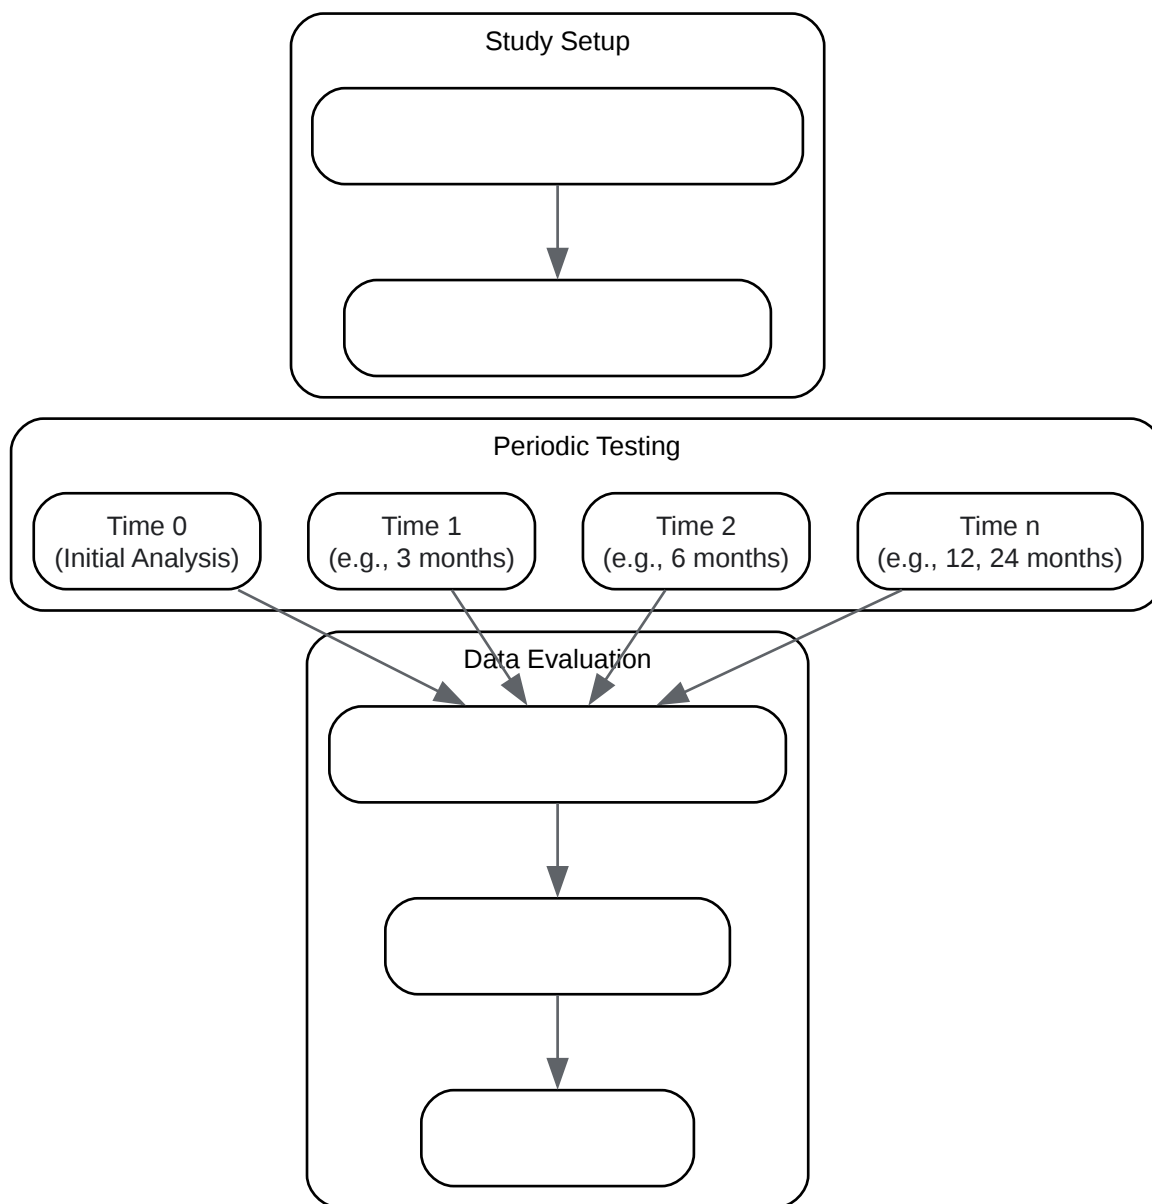 Study Setup
Periodic Testing
Time 0
(Initial Analysis)
Time 1
(e.g., 3 months)
Time 2
(e.g., 6 months)
Time n
(e.g., 12, 24 months)
Data Evaluation